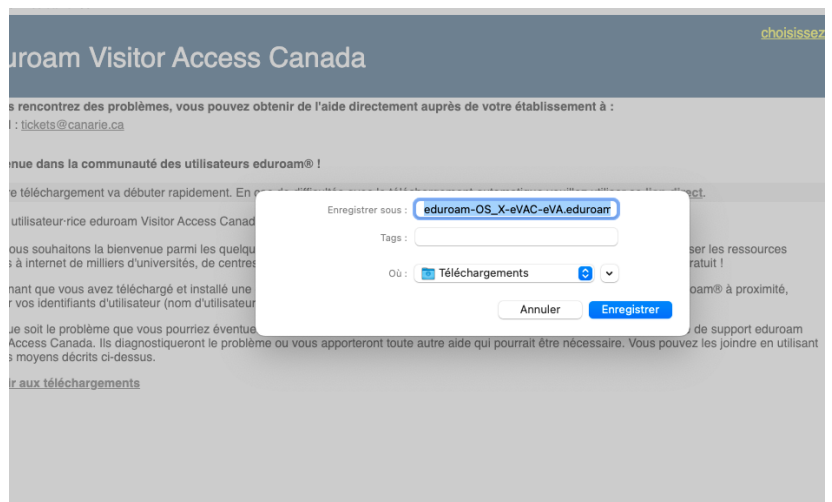 choisissez
uroam Visitor Access Canada
s rencontrez des problèmes, vous pouvez obtenir de l'aide directement auprès de votre établissement à :
l : tickets@canarie.ca
enue dans la communauté des utilisateurs eduroam® !
re téléchargement va débuter rapidement. En direct.
Enregistrer sous : eduroam-OS_X-eVAC-eVA.eduroam
utilisateur·rice eduroam Visitor Access Canad
Tags :
ous souhaitons la bienvenue parmi les quelqu ser les ressources
s à internet de milliers d'universités, de centres ratuit !
Où : Téléchargements
nant que vous avez téléchargé et installé une oam® à proximité,
r vos identifiants d'utilisateur (nom d'utilisateur
Annuler Enregistrer
ue soit le problème que vous pourriez éventue de support eduroam
Access Canada. Ils diagnostiqueront le problème ou vous apporteront toute autre aide qui pourrait être nécessaire. Vous pouvez les joindre en utilisant
s moyens décrits ci-dessus.
ir aux téléchargements